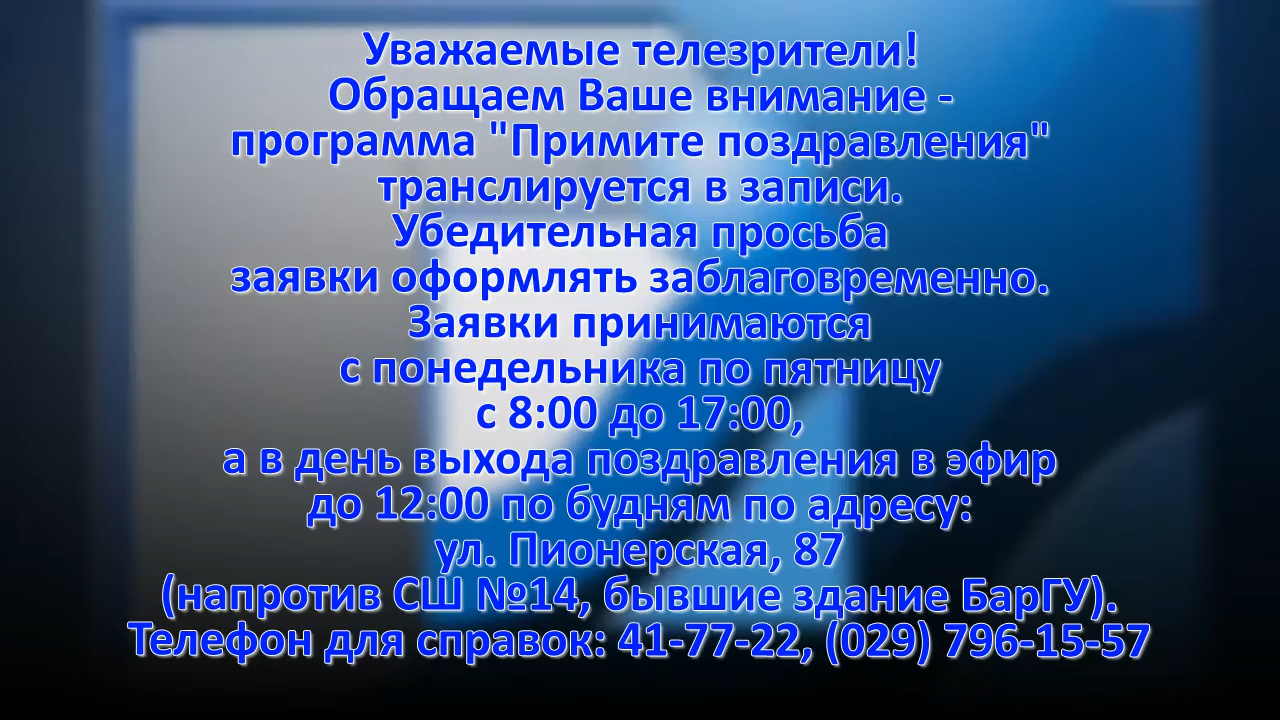 Уважаемые телезрители!
Обращаем Ваше внимание -
программа "Примите поздравления"
транслируется в записи.
Убедительная просьба
заявки оформлять заблаговременно.
Заявки принимаются
с понедельника по пятницу
с 8:00 до 17:00,
а в день выхода поздравления в эфир
до 12:00 по будням по адресу:
ул. Пионерская, 87
(напротив СШ №14, бывшие здание БарГУ).
Телефон для справок: 41-77-22, (029) 796-15-57